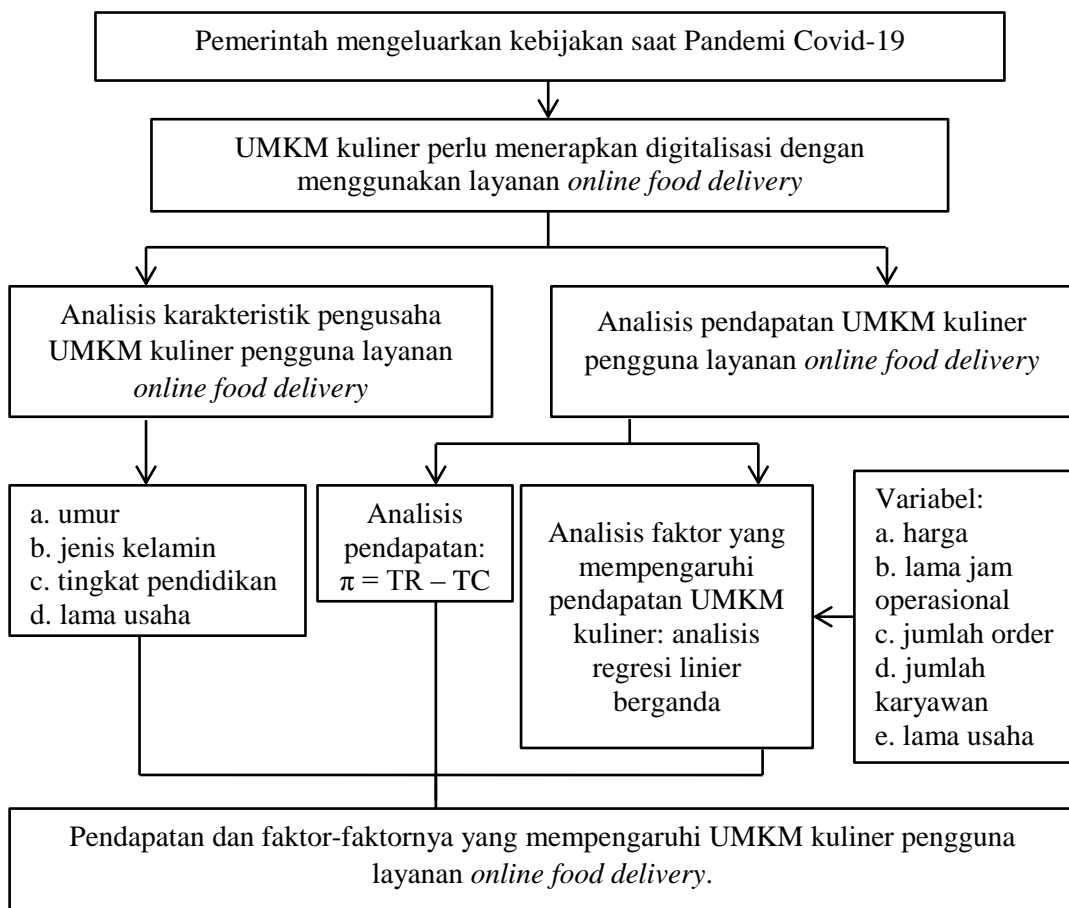 Pemerintah mengeluarkan kebijakan saat Pandemi Covid-19
UMKM kuliner perlu menerapkan digitalisasi dengan
menggunakan layanan online food delivery
Analisis karakteristik pengusaha
UMKM kuliner pengguna layanan
online food delivery
Analisis pendapatan UMKM kuliner
pengguna layanan online food delivery
a. umur
b. jenis kelamin
c. tingkat pendidikan
d. lama usaha
Analisis
pendapatan:
π = TR – TC
Analisis faktor yang
mempengaruhi
pendapatan UMKM
kuliner: analisis
regresi linier
berganda
Variabel:
a. harga
b. lama jam
operasional
c. jumlah order
d. jumlah
karyawan
e. lama usaha
Pendapatan dan faktor-faktornya yang mempengaruhi UMKM kuliner pengguna
layanan online food delivery.